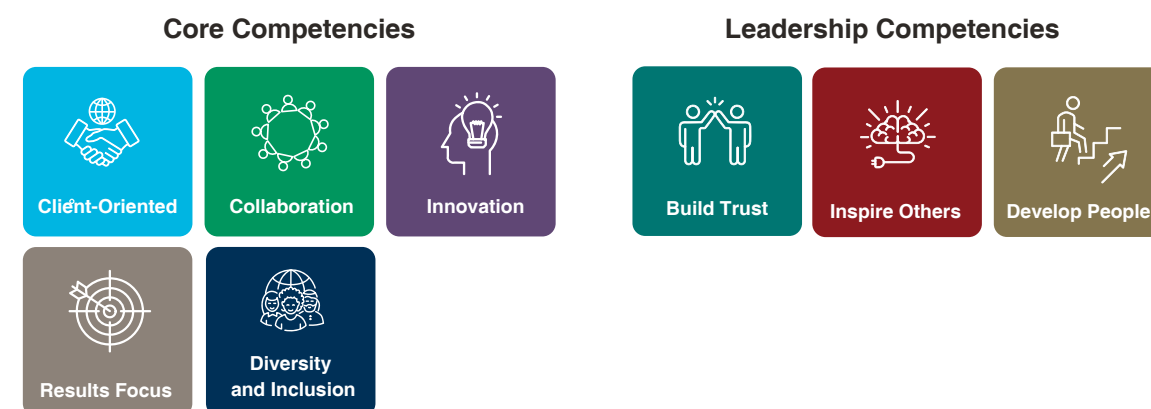 Core Competencies
Leadership Competencies
Client-Oriented
Collaboration
Innovation
Build Trust
Inspire Others
Develop People
Results Focus
Diversity
and Inclusion